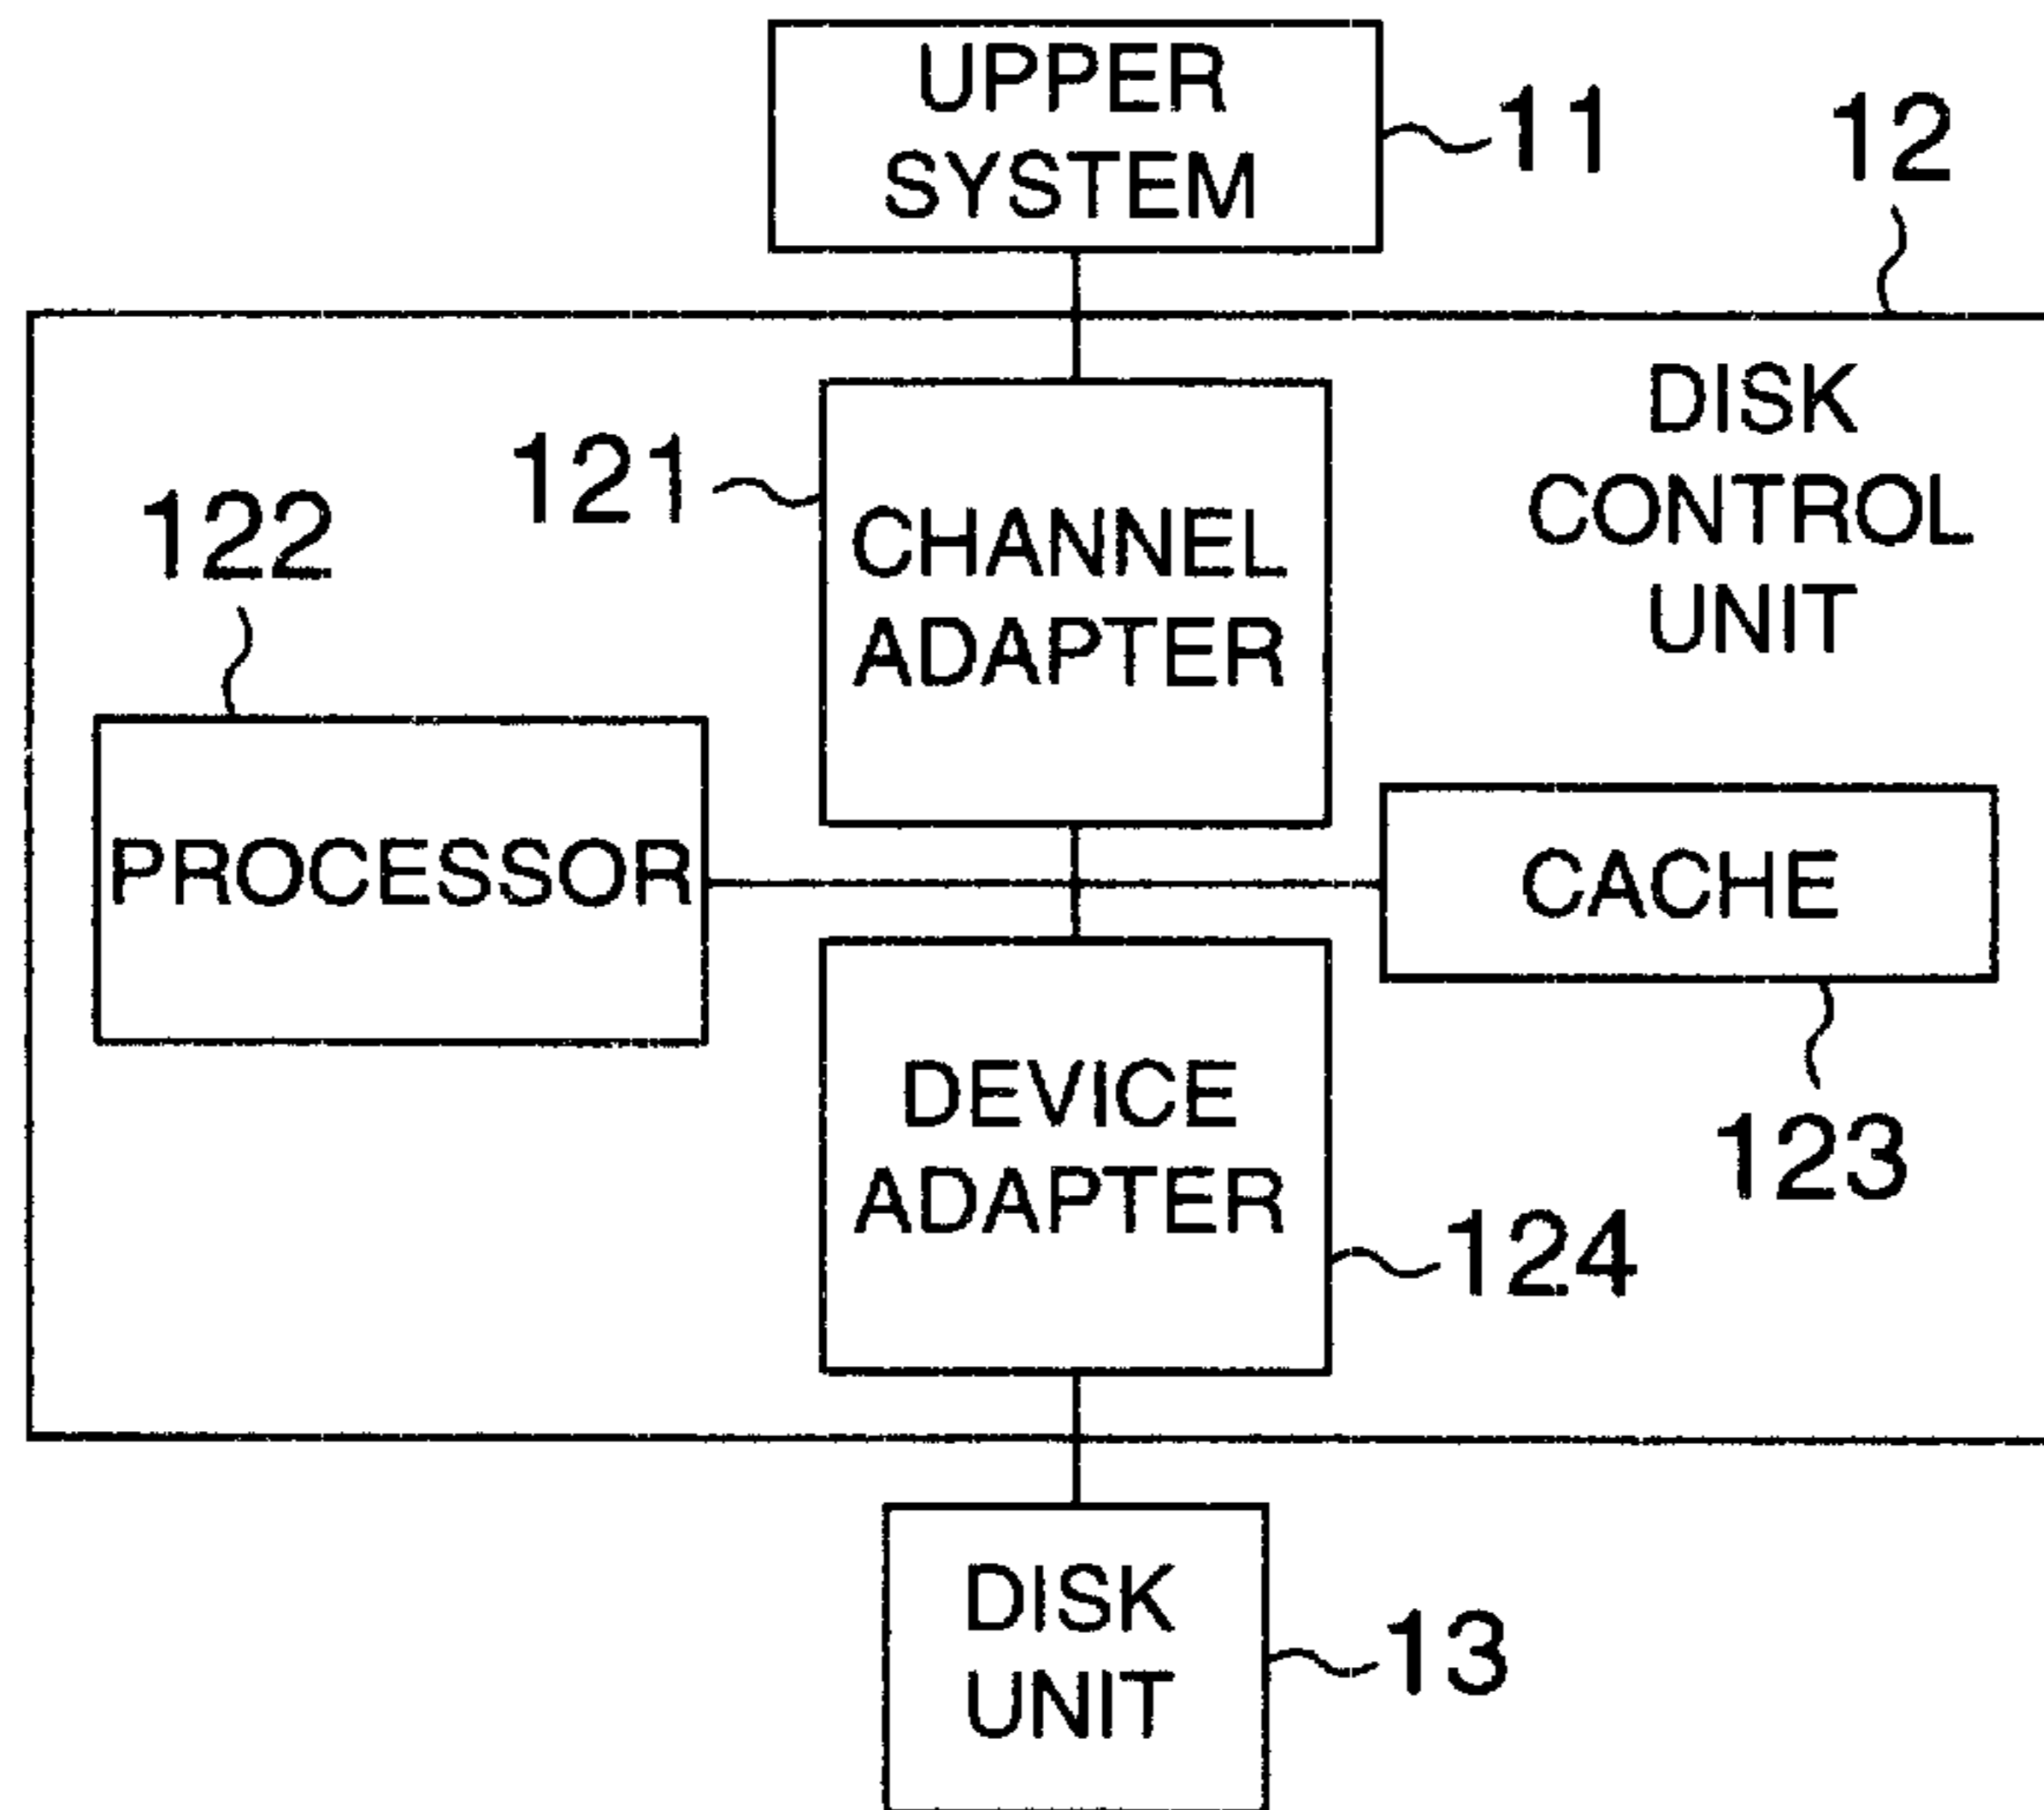 UPPER
SYSTEM
11
12
DISK
CONTROL
UNIT
121
CHANNEL
ADAPTER
122
PROCESSOR
CACHE
123
DEVICE
ADAPTER
124
DISK
UNIT
13